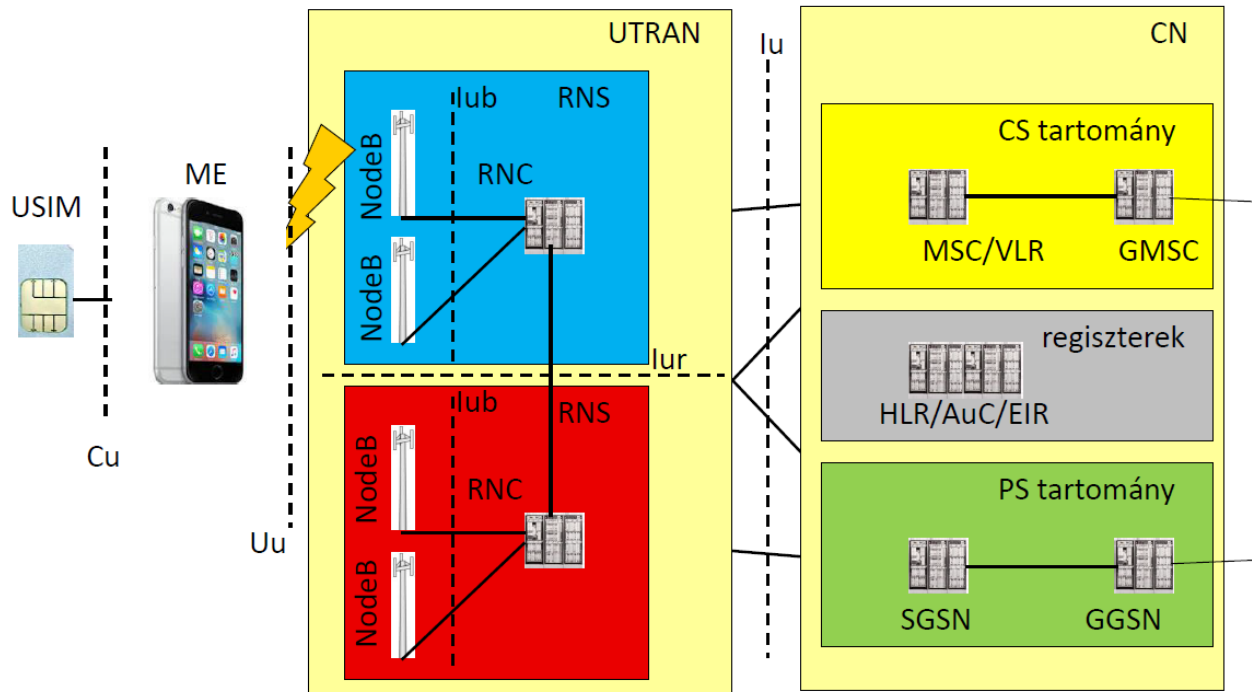 USIM
Cu
ME
Uu
UTRAN
Iub
RNS
NodeB
RNC
NodeB
Iur
Iub
RNS
NodeB
RNC
NodeB
Iu
CN
CS tartomány
MSC/VLR
GMSC
regiszterek
HLR/AuC/EIR
PS tartomány
SGSN
GGSN